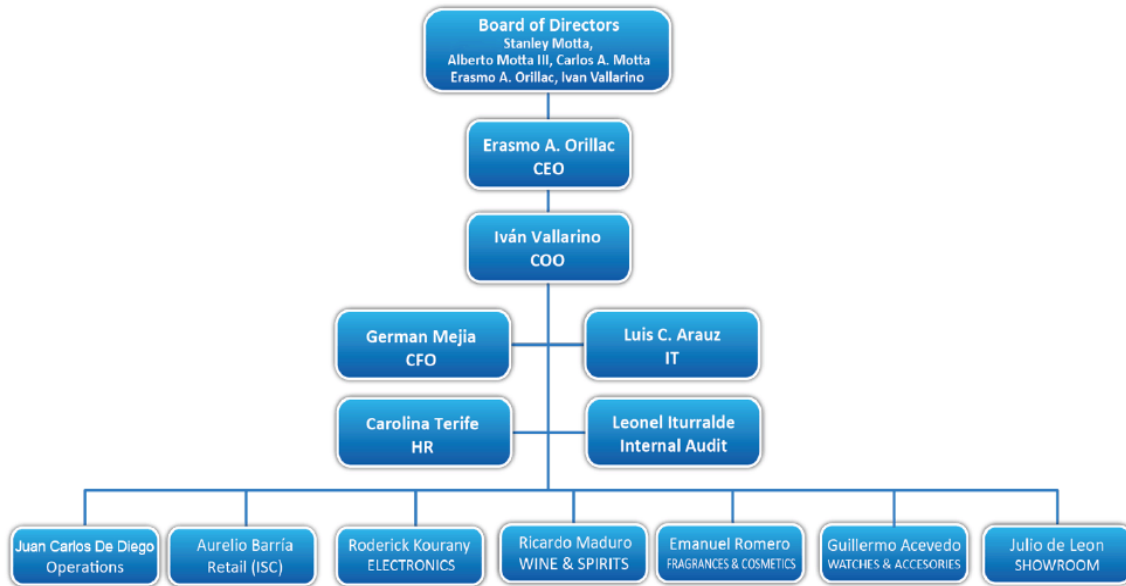 Board of Directors
Stanley Motta,
Alberto Motta III, Carlos A. Motta
Erasmo A. Orillac, Ivan Vallarino
Erasmo A. Orillac
CEO
Iván Vallarino
COO
German Mejia
CFO
Luis C. Arauz
IT
Carolina Terife
HR
Leonel Iturralde
Internal Audit
Juan Carlos De Diego
Operations
Aurelio Barría
Retail (ISC)
Roderick Kourany
ELECTRONICS
Ricardo Maduro
WINE & SPIRITS
Emanuel Romero
FRAGRANCES & COSMETICS
Guillermo Acevedo
WATCHES & ACCESORIES
Julio de Leon
SHOWROOM